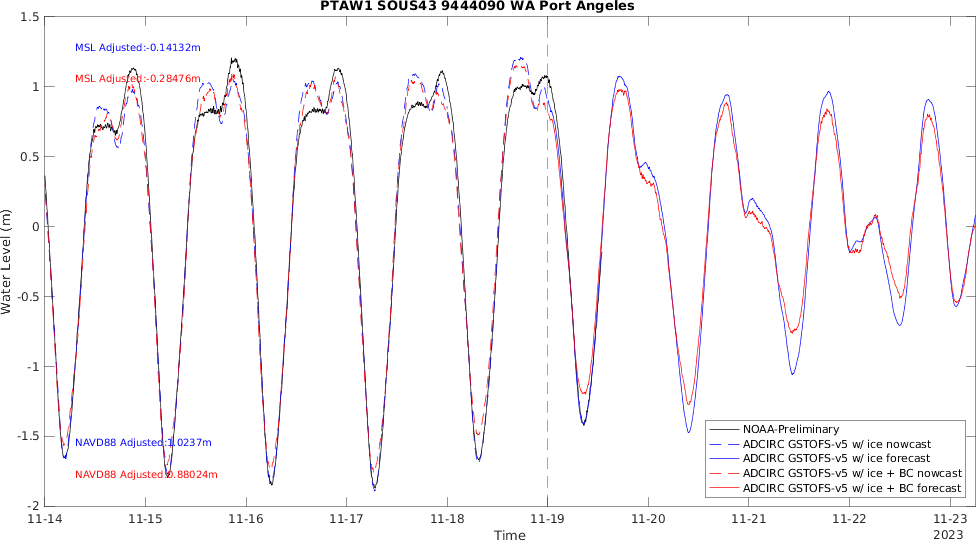 PTAW1 SOUS43 9444090 WA Port Angeles
1.5
1
0.5
0
-0.5
-1
-1.5
-2
Water Level (m)
MSL Adjusted:-0.14132m
MSL Adjusted:-0.28476m
NAVD88 Adjusted:1.0237m
NAVD88 Adjusted:0.88024m
NOAA-Preliminary
ADCIRC GSTOFS-v5 w/ ice nowcast
ADCIRC GSTOFS-v5 w/ ice forecast
ADCIRC GSTOFS-v5 w/ ice + BC nowcast
ADCIRC GSTOFS-v5 w/ ice + BC forecast
11-14 11-15 11-16 11-17 11-18 11-19 11-20 11-21 11-22 11-23
Time
2023